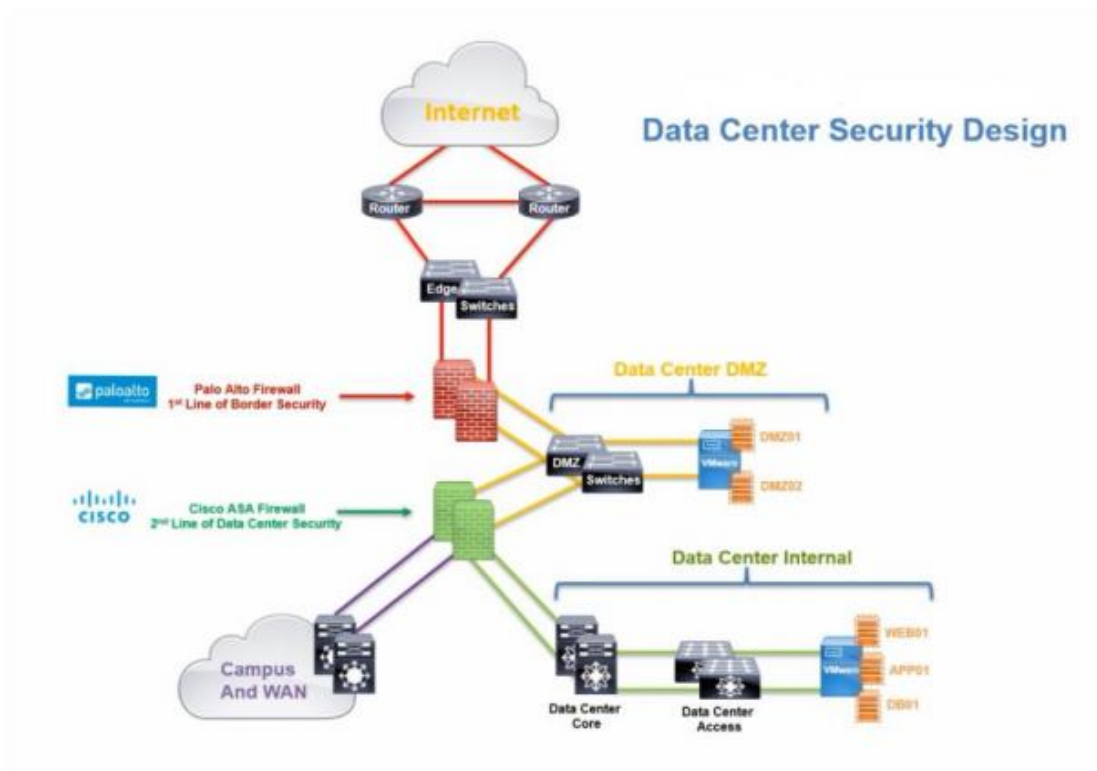 Internet
Data Center Security Design
Router
Router
Edge
Switches
paloalto
Palo Alto Firewall
1st Line of Border Security
Data Center DMZ
DMZ01
VMware
DMZ02
DMZ
Switches
CISCO
Cisco ASA Firewall
2nd Line of Data Center Security
Data Center Internal
Campus
And WAN
WEB01
VMware
APP01
DB01
Data Center
Core
Data Center
Access